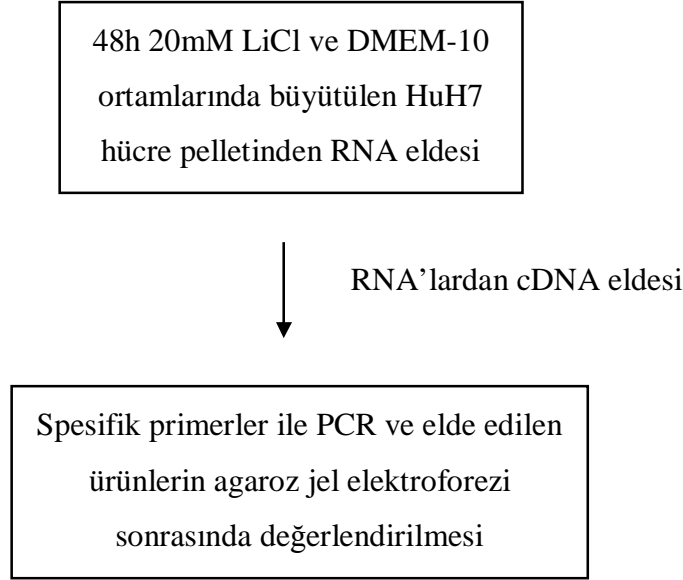 48h 20mM LiCl ve DMEM-10
ortamlarında büyütülen HuH7
hücre pelletinden RNA eldesi
RNA’lardan cDNA eldesi
Spesifik primerler ile PCR ve elde edilen
ürünlerin agaroz jel elektroforezi
sonrasında değerlendirilmesi